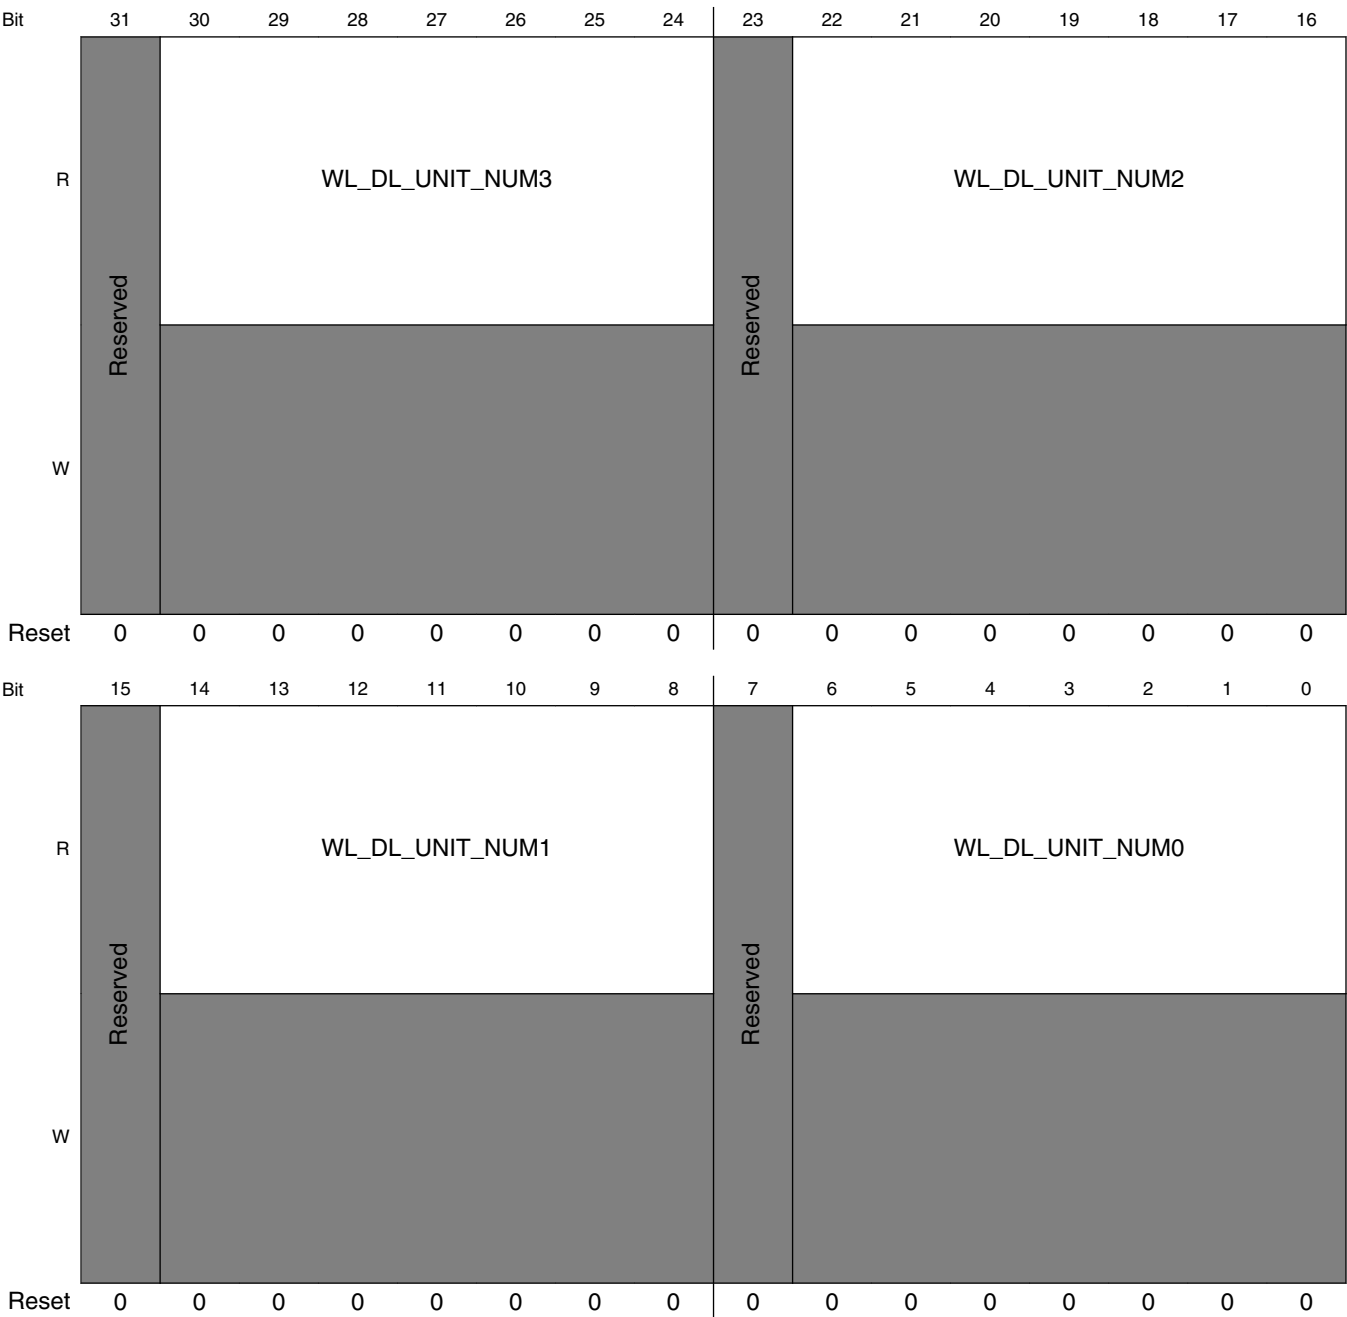 Bit 31 30 29 28 27 26 25 24 23 22 21 20 19 18 17 16
R WL_DL_UNIT_NUM3 WL_DL_UNIT_NUM2
Reserved Reserved
W
Reset 0 0 0 0 0 0 0 0 0 0 0 0 0 0 0 0
Bit 15 14 13 12 11 10 9 8 7 6 5 4 3 2 1 0
R WL_DL_UNIT_NUM1 WL_DL_UNIT_NUM0
Reserved Reserved
W
Reset 0 0 0 0 0 0 0 0 0 0 0 0 0 0 0 0